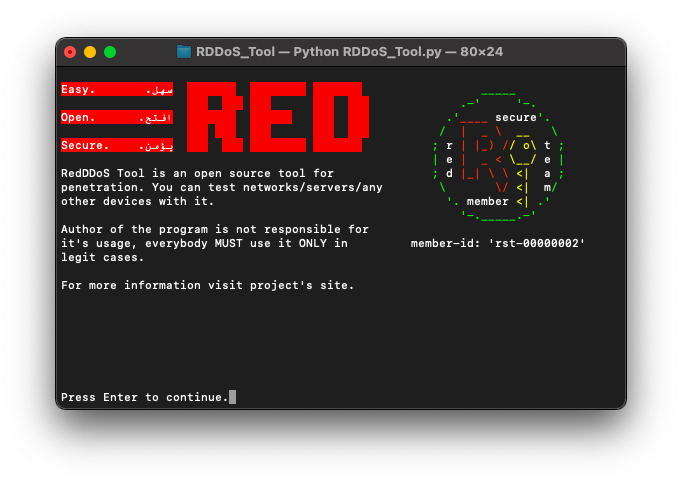 RDDoS_Tool — Python RDDoS_Tool.py — 80×24
Easy. سهل.
Open. افتح.
Secure. يؤمن.
RED
secure
red
team
member
RedDDoS Tool is an open source tool for
penetration. You can test networks/servers/any
other devices with it.
Author of the program is not responsible for
it's usage, everybody MUST use it ONLY in
legit cases.
member-id: 'rst-00000002'
For more information visit project's site.
Press Enter to continue.